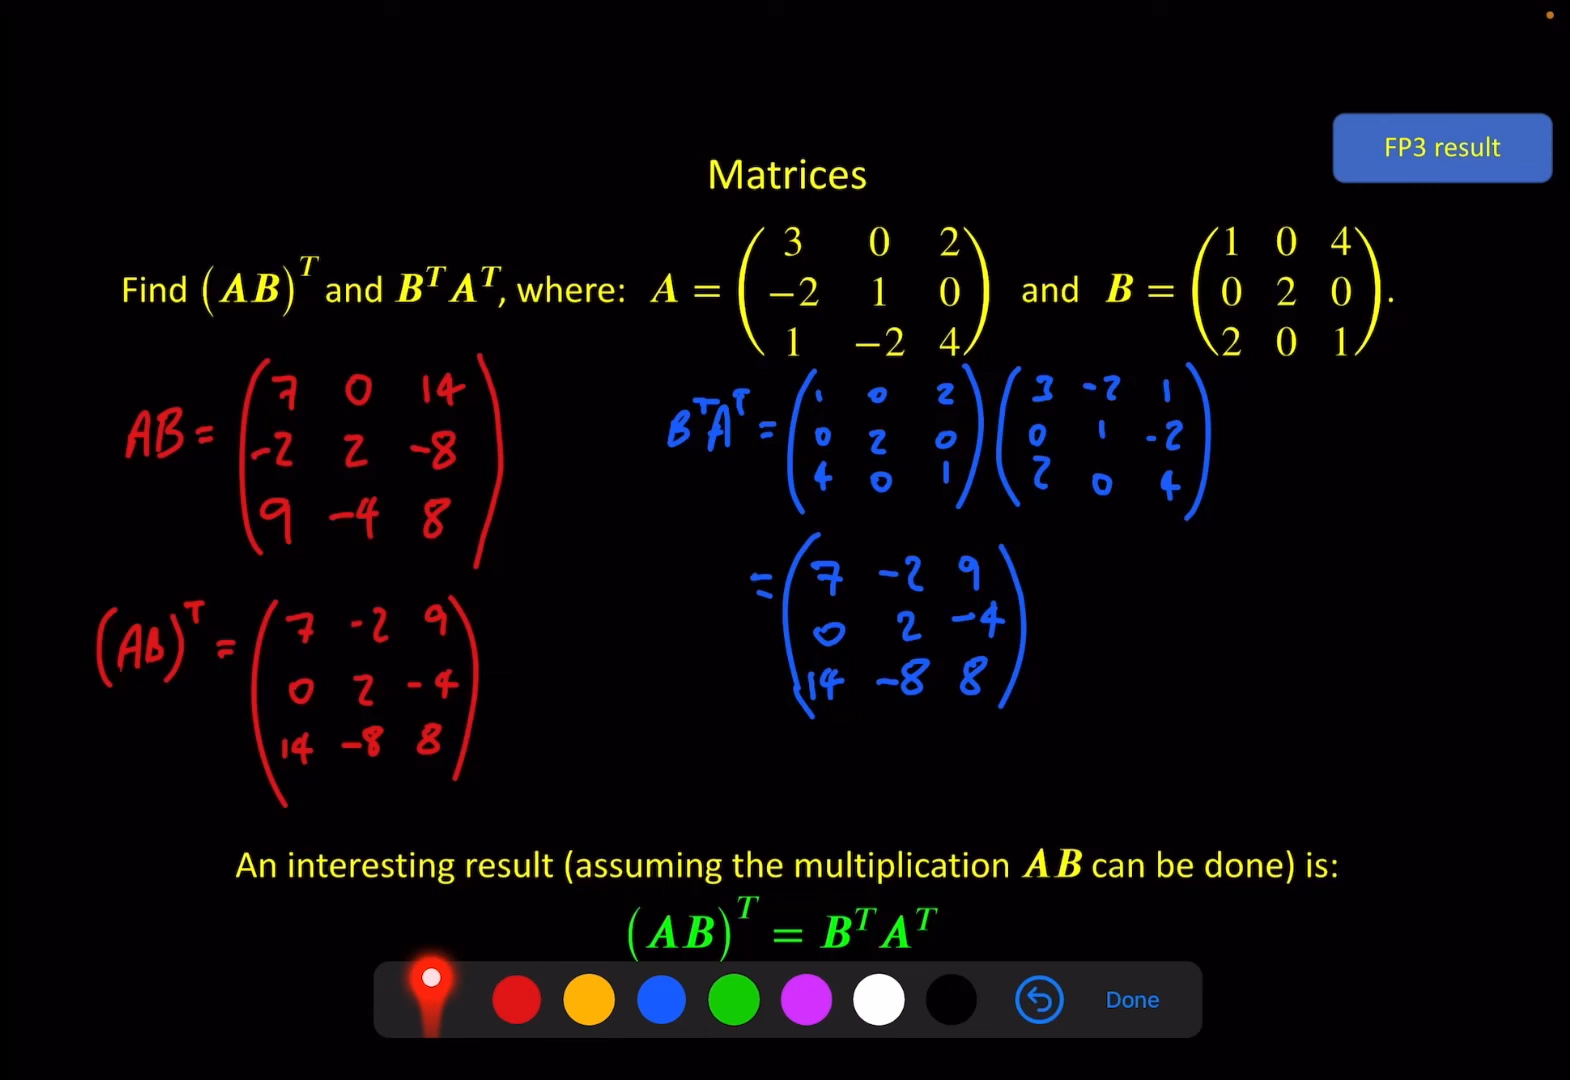 FP3 result
Matrices
Find (AB)^T and B^T A^T, where: A = (3 0 2; −2 1 0; 1 −2 4) and B = (1 0 4; 0 2 0; 2 0 1).
AB = (7 0 14; −2 2 −8; 9 −4 8)
(AB)^T = (7 −2 9; 0 2 −4; 14 −8 8)
B^T A^T = (1 0 2; 0 2 0; 4 0 1)(3 −2 1; 0 1 −2; 2 0 4)
= (7 −2 9; 0 2 −4; 14 −8 8)
An interesting result (assuming the multiplication AB can be done) is:
(AB)^T = B^T A^T
Done